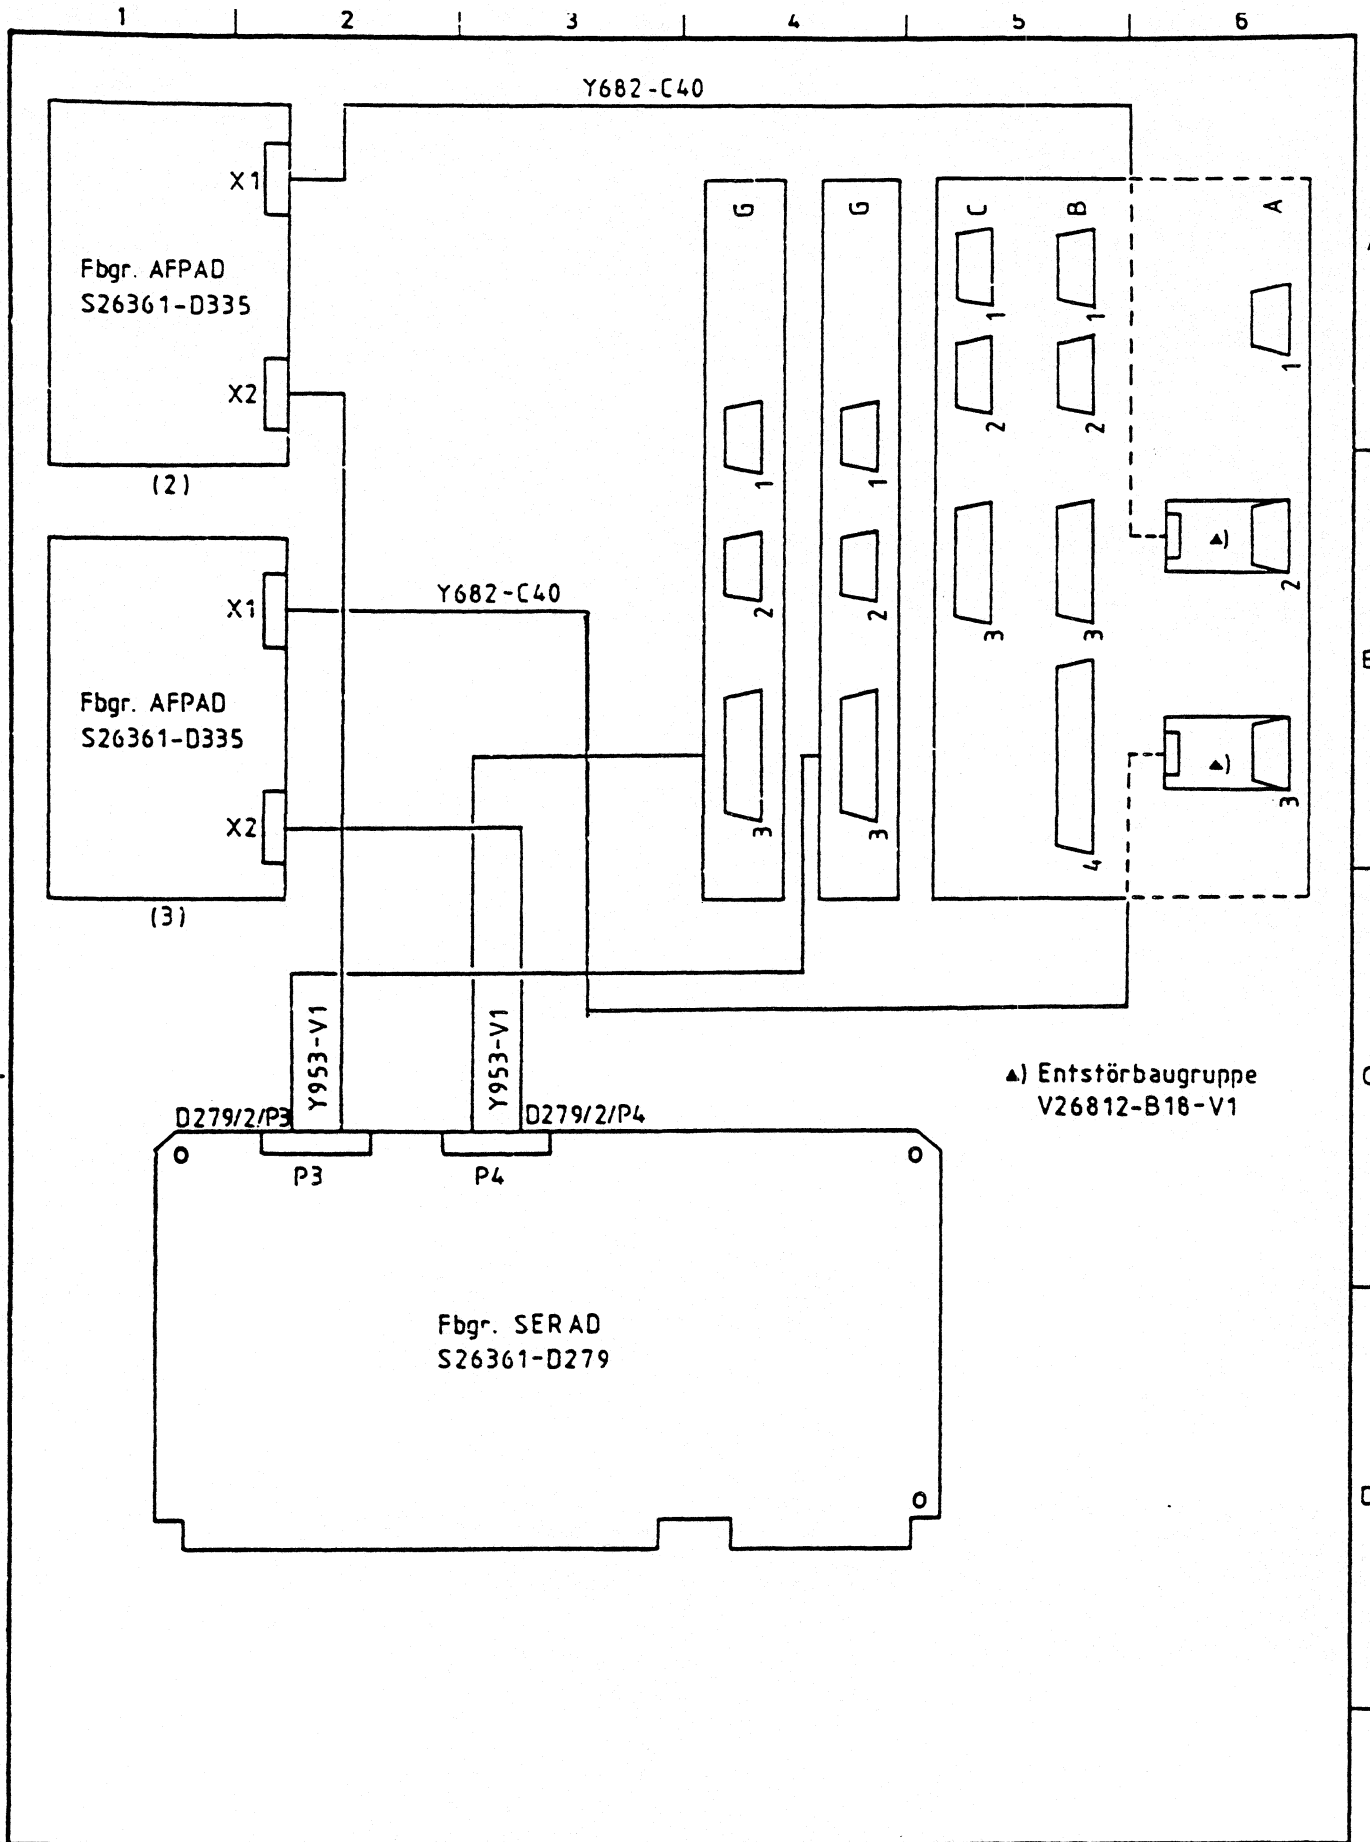 1 2 3 4 5 6
Y682-C40
X1
Fbgr. AFPAD
S26361-D335
X2
(2)
G
1
2
3
G
1
2
3
C
1
2
3
B
1
2
3
4
A
1
▲)
2
▲)
3
X1
Y682-C40
Fbgr. AFPAD
S26361-D335
X2
(3)
Y953-V1
Y953-V1
▲) Entstörbaugruppe
V26812-B18-V1
D279/2/P3
D279/2/P4
P3
P4
Fbgr. SERAD
S26361-D279